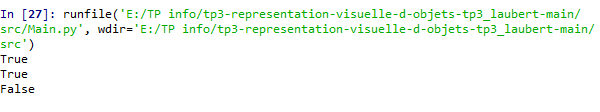 In [27]: runfile('E:/TP info/tp3-representation-visuelle-d-objets-tp3_laubert-main/
src/Main.py', wdir='E:/TP info/tp3-representation-visuelle-d-objets-tp3_laubert-main/
src')
True
True
False